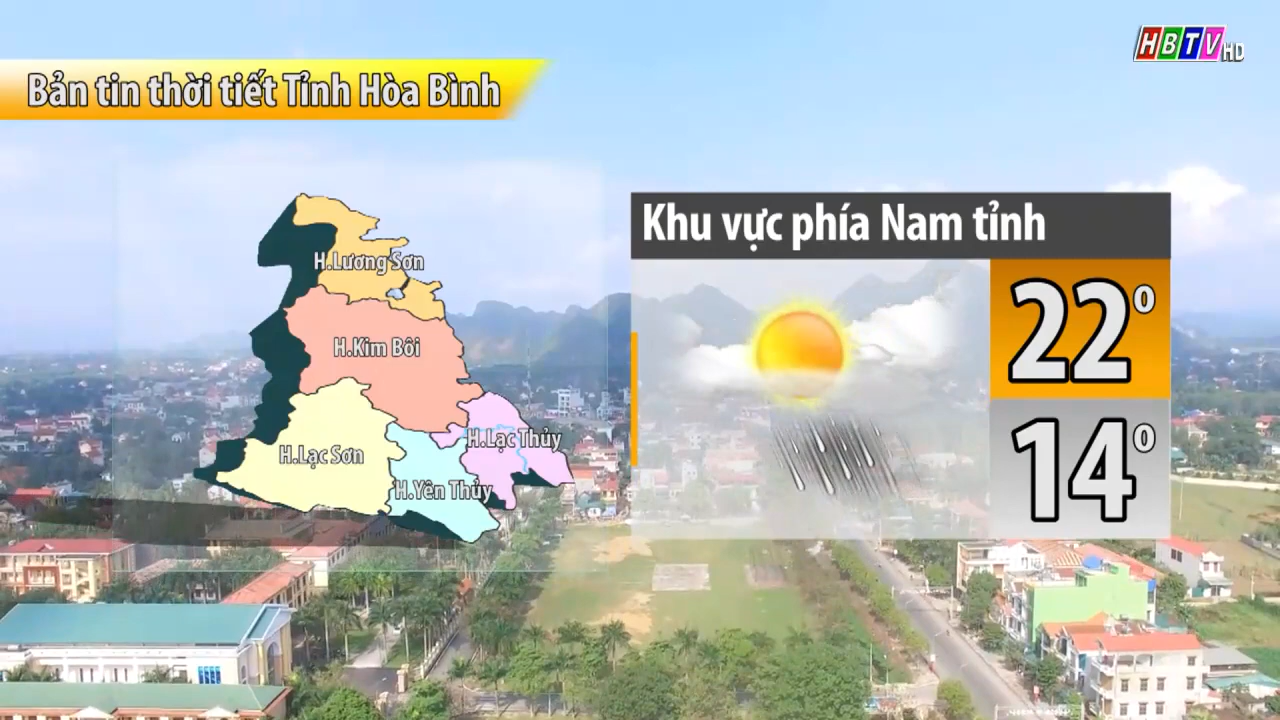 HBTV HD
Bản tin thời tiết Tỉnh Hòa Bình
Khu vực phía Nam tỉnh
22°
14°
H.Lương Sơn
H.Kim Bôi
H.Lạc Thủy
H.Lạc Sơn
H.Yên Thủy